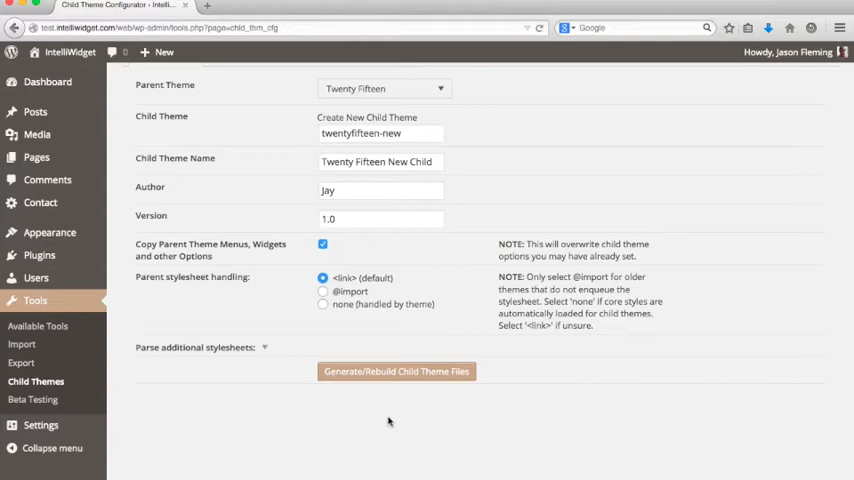 Child Theme Configurator ‹ Intelli...
test.intelliwidget.com/web/wp-admin/tools.php?page=chld_thm_cfg
Google
IntelliWidget
0
New
Howdy, Jason Fleming
Dashboard
Posts
Media
Pages
Comments
Contact
Appearance
Plugins
Users
Tools
Available Tools
Import
Export
Child Themes
Beta Testing
Settings
Collapse menu
Parent Theme
Twenty Fifteen
Child Theme
Create New Child Theme
twentyfifteen-new
Child Theme Name
Twenty Fifteen New Child
Author
Jay
Version
1.0
Copy Parent Theme Menus, Widgets
and other Options
NOTE: This will overwrite child theme
options you may have already set.
Parent stylesheet handling:
<link> (default)
@import
none (handled by theme)
NOTE: Only select @import for older
themes that do not enqueue the
stylesheet. Select 'none' if core styles are
automatically loaded for child themes.
Select '<link>' if unsure.
Parse additional stylesheets:
Generate/Rebuild Child Theme Files